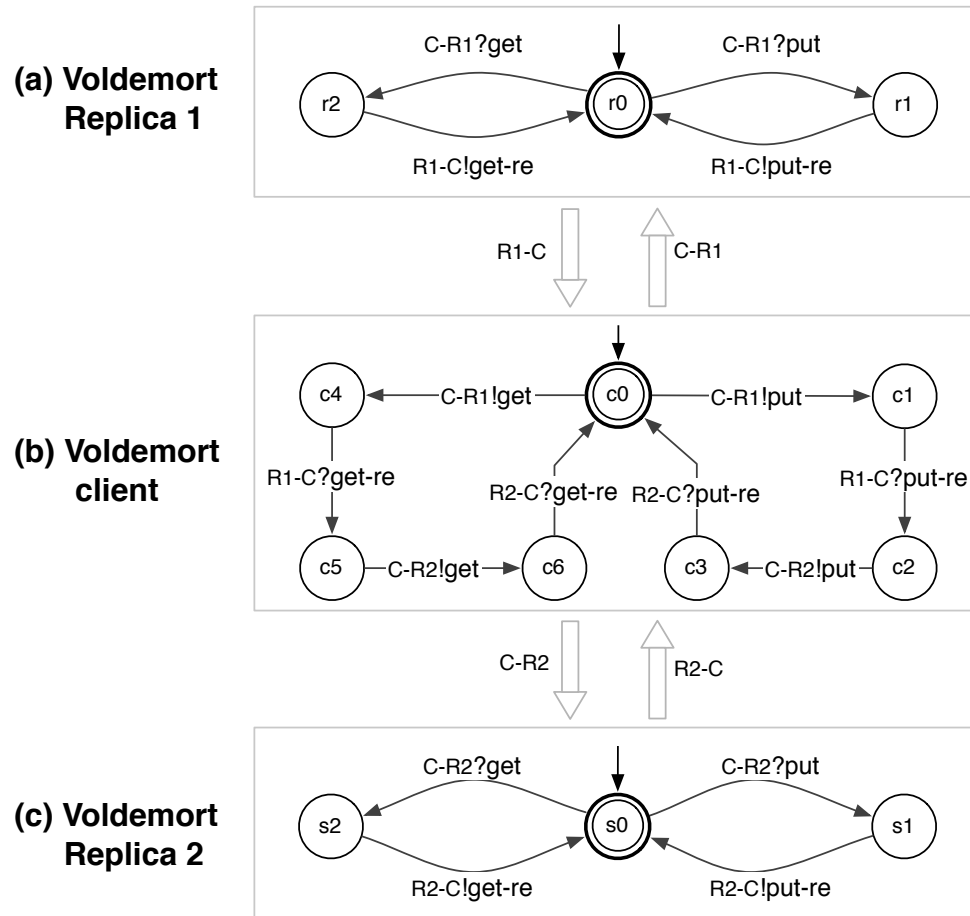 (a) Voldemort
Replica 1
C-R1?get
C-R1?put
r2
r0
r1
R1-C!get-re
R1-C!put-re
R1-C
C-R1
(b) Voldemort
client
c4
C-R1!get
c0
C-R1!put
c1
R1-C?get-re
R2-C?get-re
R2-C?put-re
R1-C?put-re
c5
C-R2!get
c6
c3
C-R2!put
c2
C-R2
R2-C
(c) Voldemort
Replica 2
C-R2?get
C-R2?put
s2
s0
s1
R2-C!get-re
R2-C!put-re